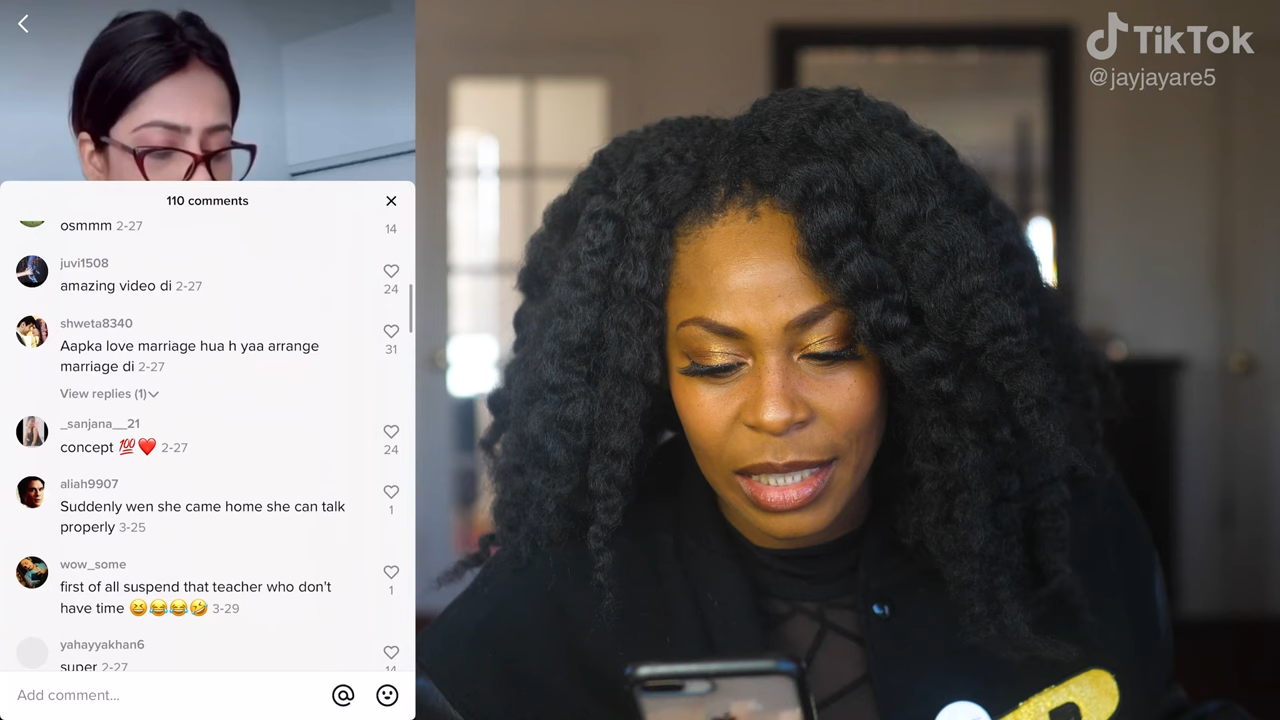 TikTok
@jayjayare5
110 comments
osmmm 2-27
14
juvi1508
amazing video di 2-27
24
shweta8340
Aapka love marriage hua h yaa arrange
marriage di 2-27
31
View replies (1)
_sanjana__21
concept 💯❤️ 2-27
24
aliah9907
Suddenly wen she came home she can talk
properly 3-25
1
wow_some
first of all suspend that teacher who don't
have time 😆😂😂🤣 3-29
1
yahayyakhan6
super 2-27
14
Add comment...